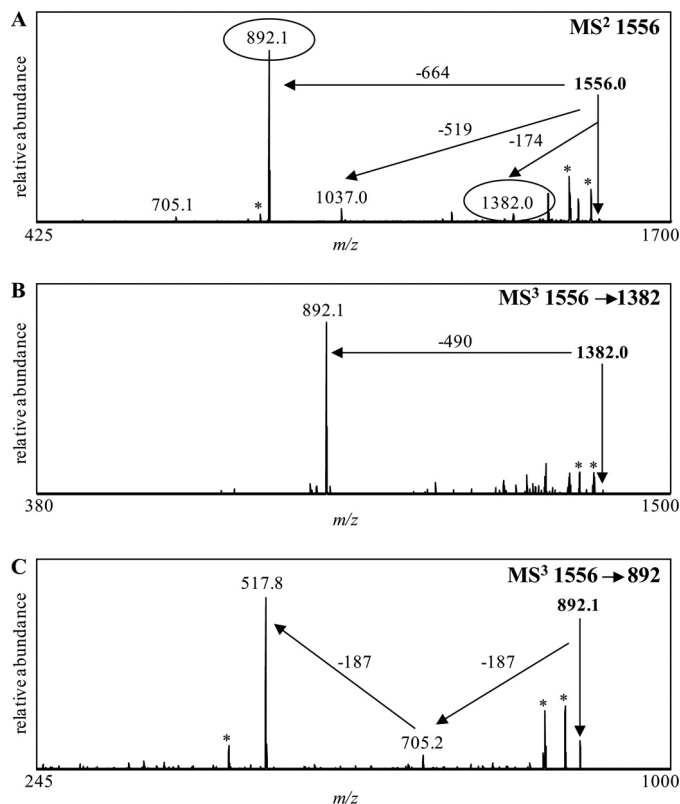 A
MS² 1556
892.1
-664
1556.0
-519
-174
*
*
705.1
*
1037.0
1382.0
relative abundance
425
m/z
1700
B
MS³ 1556 →1382
892.1
-490
1382.0
* *
relative abundance
380
m/z
1500
C
MS³ 1556 →892
517.8
892.1
-187
-187
*
*
*
705.2
relative abundance
245
m/z
1000